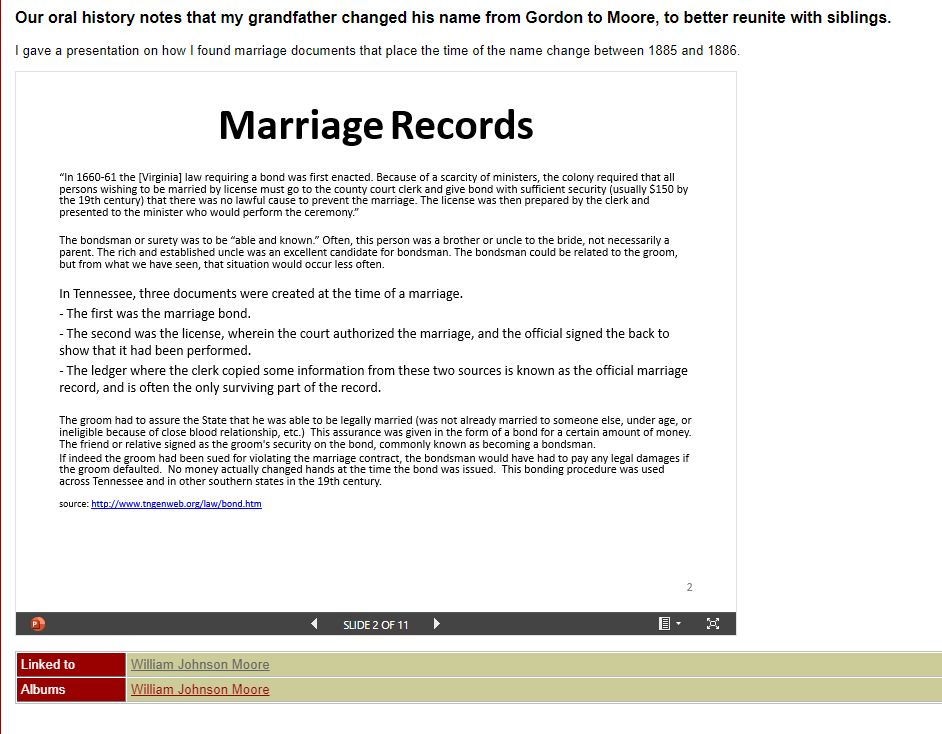 Our oral history notes that my grandfather changed his name from Gordon to Moore, to better reunite with siblings.
I gave a presentation on how I found marriage documents that place the time of the name change between 1885 and 1886.
Marriage Records
“In 1660-61 the [Virginia] law requiring a bond was first enacted. Because of a scarcity of ministers, the colony required that all
persons wishing to be married by license must go to the county court clerk and give bond with sufficient security (usually $150 by
the 19th century) that there was no lawful cause to prevent the marriage. The license was then prepared by the clerk and
presented to the minister who would perform the ceremony.”
The bondsman or surety was to be “able and known.” Often, this person was a brother or uncle to the bride, not necessarily a
parent. The rich and established uncle was an excellent candidate for bondsman. The bondsman could be related to the groom,
but from what we have seen, that situation would occur less often.
In Tennessee, three documents were created at the time of a marriage.
- The first was the marriage bond.
- The second was the license, wherein the court authorized the marriage, and the official signed the back to
show that it had been performed.
- The ledger where the clerk copied some information from these two sources is known as the official marriage
record, and is often the only surviving part of the record.
The groom had to assure the State that he was able to be legally married (was not already married to someone else, under age, or
ineligible because of close blood relationship, etc.)  This assurance was given in the form of a bond for a certain amount of money.
The friend or relative signed as the groom's security on the bond, commonly known as becoming a bondsman.
If indeed the groom had been sued for violating the marriage contract, the bondsman would have had to pay any legal damages if
the groom defaulted.  No money actually changed hands at the time the bond was issued.  This bonding procedure was used
across Tennessee and in other southern states in the 19th century.
source: http://www.tngenweb.org/law/bond.htm
2
P
SLIDE 2 OF 11
Linked to William Johnson Moore
Albums William Johnson Moore